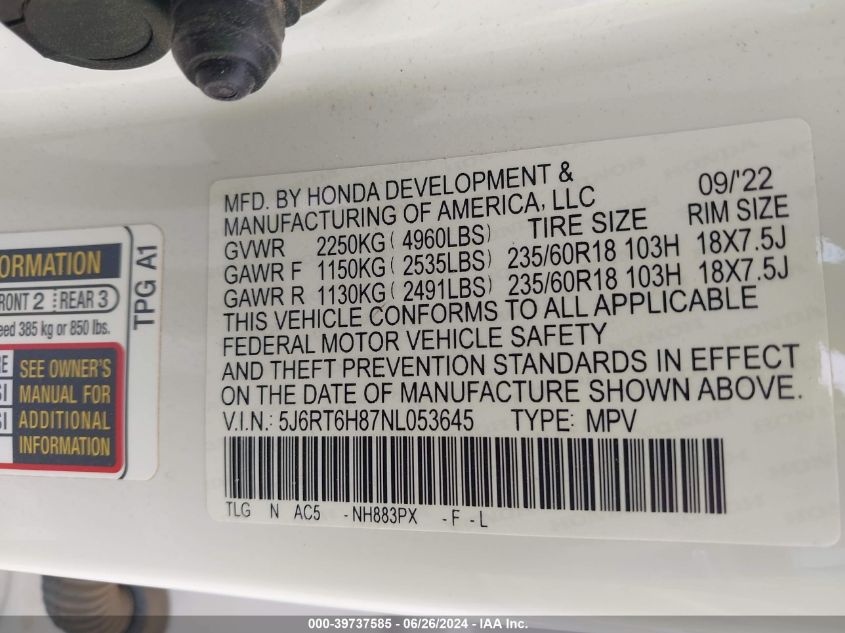 MFD. BY HONDA DEVELOPMENT & 09/'22
MANUFACTURING OF AMERICA, LLC
TIRE SIZE RIM SIZE
GVWR 2250KG ( 4960LBS)
GAWR F 1150KG ( 2535LBS) 235/60R18 103H 18X7.5J
GAWR R 1130KG ( 2491LBS) 235/60R18 103H 18X7.5J
THIS VEHICLE CONFORMS TO ALL APPLICABLE
FEDERAL MOTOR VEHICLE SAFETY
AND THEFT PREVENTION STANDARDS IN EFFECT
ON THE DATE OF MANUFACTURE SHOWN ABOVE.
V.I.N.: 5J6RT6H87NL053645 TYPE: MPV
TLG N AC5 -NH883PX -F-L
TPG A1
2 REAR 3
kg or 850 lbs.
SEE OWNER'S
MANUAL FOR
ADDITIONAL
INFORMATION
000-39737585 - 06/26/2024 - IAA Inc.